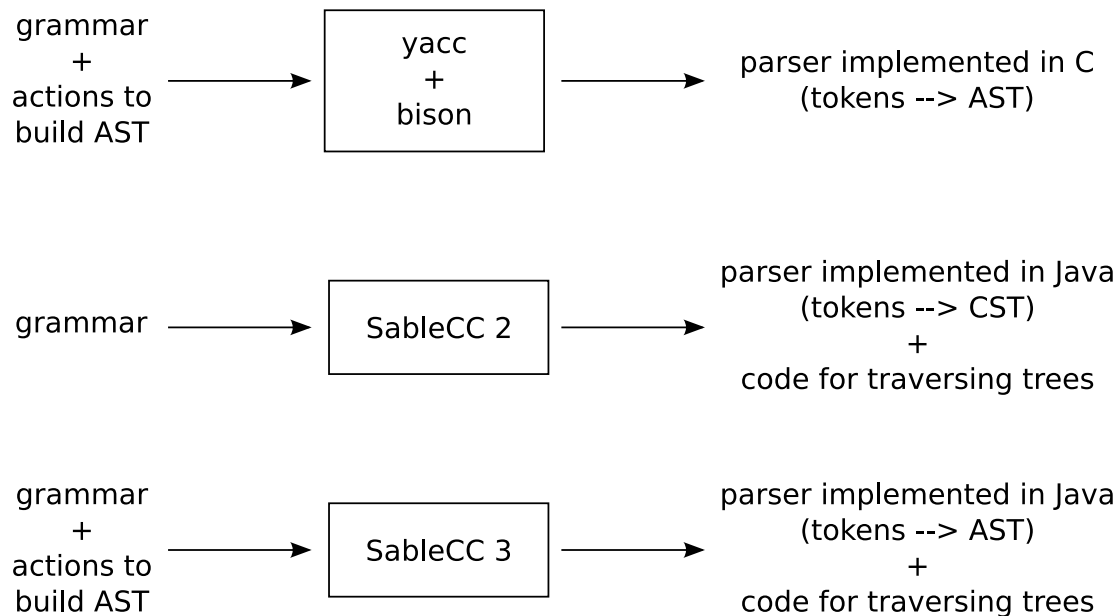 grammar
+
actions to
build AST
yacc
+
bison
parser implemented in C
(tokens --> AST)
grammar
SableCC 2
parser implemented in Java
(tokens --> CST)
+
code for traversing trees
grammar
+
actions to
build AST
SableCC 3
parser implemented in Java
(tokens --> AST)
+
code for traversing trees